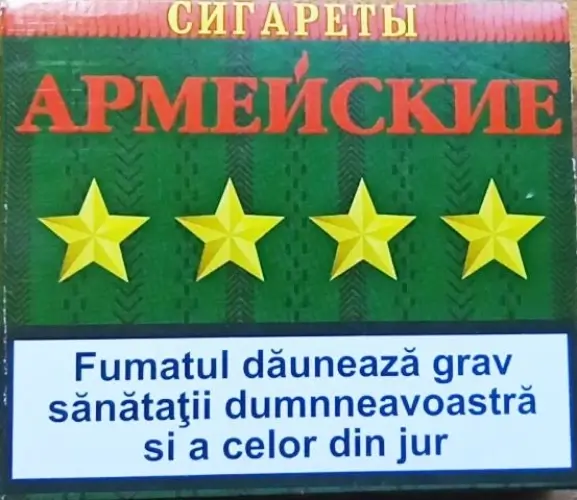 СИГАРЕТЫ
АРМЕЙСКИЕ
Fumatul dăunează grav
sănătaţii dumnneavoastră
si a celor din jur